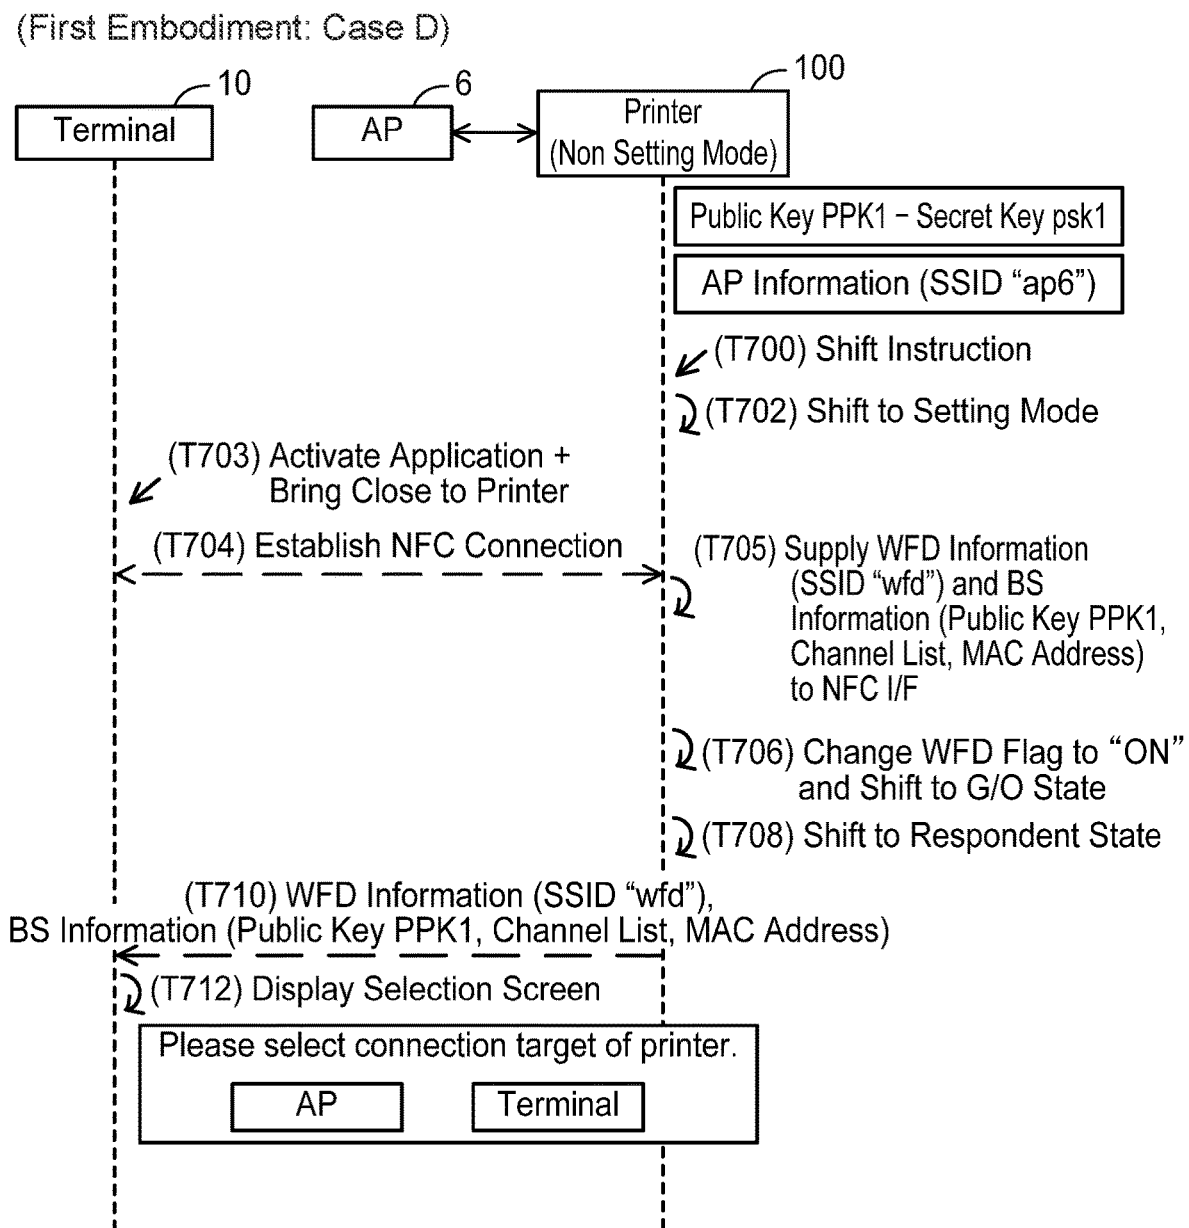 (First Embodiment: Case D)
10
6
100
Terminal
AP
Printer
(Non Setting Mode)
Public Key PPK1 − Secret Key psk1
AP Information (SSID “ap6”)
(T700) Shift Instruction
(T702) Shift to Setting Mode
(T703) Activate Application +
Bring Close to Printer
(T704) Establish NFC Connection
(T705) Supply WFD Information
(SSID “wfd”) and BS
Information (Public Key PPK1,
Channel List, MAC Address)
to NFC I/F
(T706) Change WFD Flag to “ON”
and Shift to G/O State
(T708) Shift to Respondent State
(T710) WFD Information (SSID “wfd”),
BS Information (Public Key PPK1, Channel List, MAC Address)
(T712) Display Selection Screen
Please select connection target of printer.
AP
Terminal